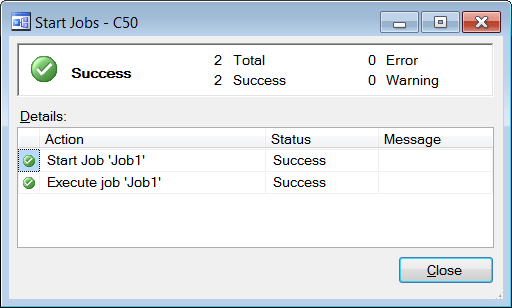 Start Jobs - C50
Success
2 Total 0 Error
2 Success 0 Warning
Details:
Action Status Message
Start Job 'Job1' Success
Execute job 'Job1' Success
Close